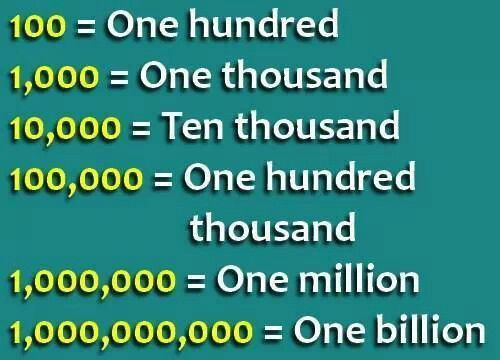 100 = One hundred
1,000 = One thousand
10,000 = Ten thousand
100,000 = One hundred
thousand
1,000,000 = One million
1,000,000,000 = One billion